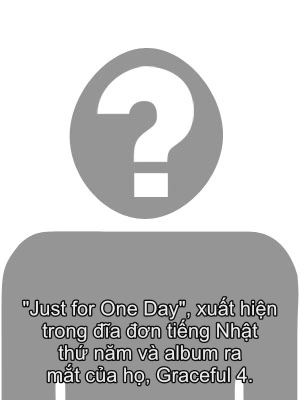 "Just for One Day", xuất hiện
trong đĩa đơn tiếng Nhật
thứ năm và album ra
mắt của họ, Graceful 4.